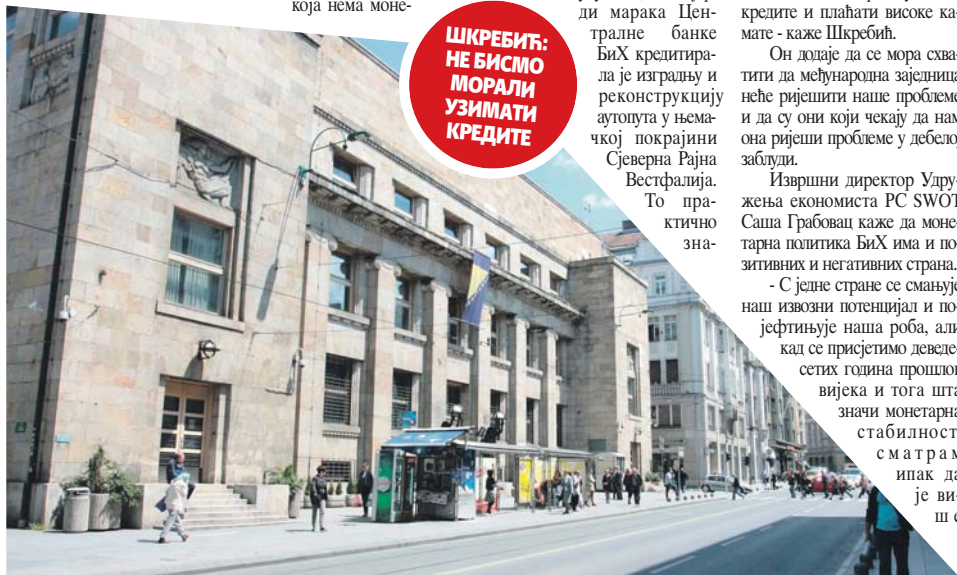 која нема моне-
ШКРЕБИЋ:
НЕ БИСМО
МОРАЛИ
УЗИМАТИ
КРЕДИТЕ
ди марака Цен-
тралне банке
БиХ кредитира-
ла је изградњу и
реконструкцију
аутопута у њема-
чкој покрајини
Сјеверна Рајна
Вестфалија.
То пра-
ктично
зна-
кредите и плаћати високе ка-
мате - каже Шкребић.
Он додаје да се мора схва-
тити да међународна заједница
неће ријешити наше проблеме
и да су они који чекају да нам
она ријеши проблеме у дебелој
заблуди.
Извршни директор Удру-
жења економиста PC SWOT
Саша Грабовац каже да моне-
тарна политика БиХ има и по-
зитивних и негативних страна.
- С једне стране се смањује
наш извозни потенцијал и по-
јефтињује наша роба, али
кад се присјетимо деведе-
сетих година прошлог
вијека и тога шта
значи монетарна
стабилност
сматрам
ипак да
је ви-
ше